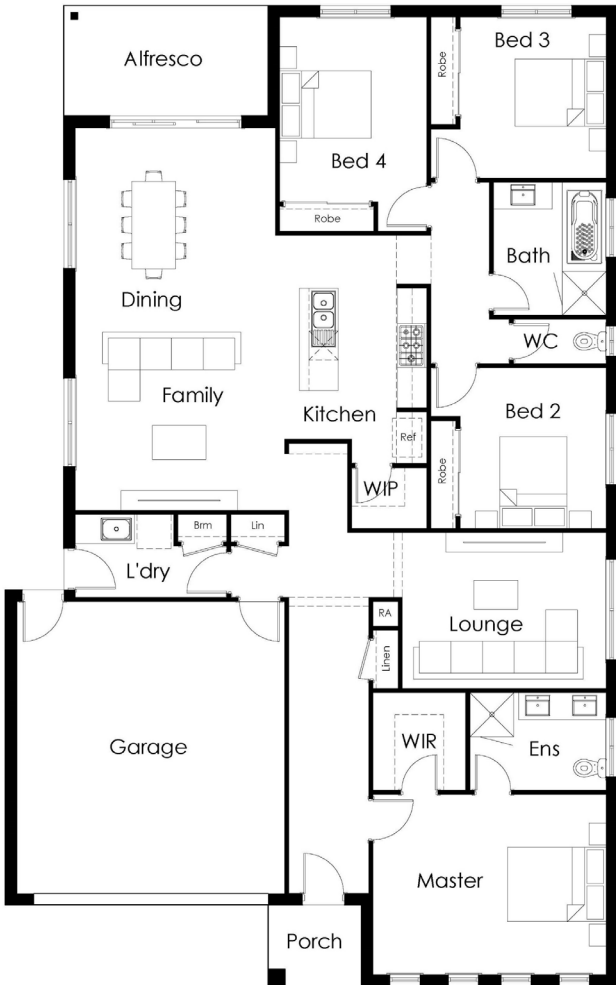 Alfresco
Bed 4
Robe
Robe
Bed 3
Bath
WC
Dining
Family
Kitchen
Ref
WIP
Bed 2
Robe
Brm
Lin
L'dry
Lounge
RA
Linen
Garage
WIR
Ens
Master
Porch